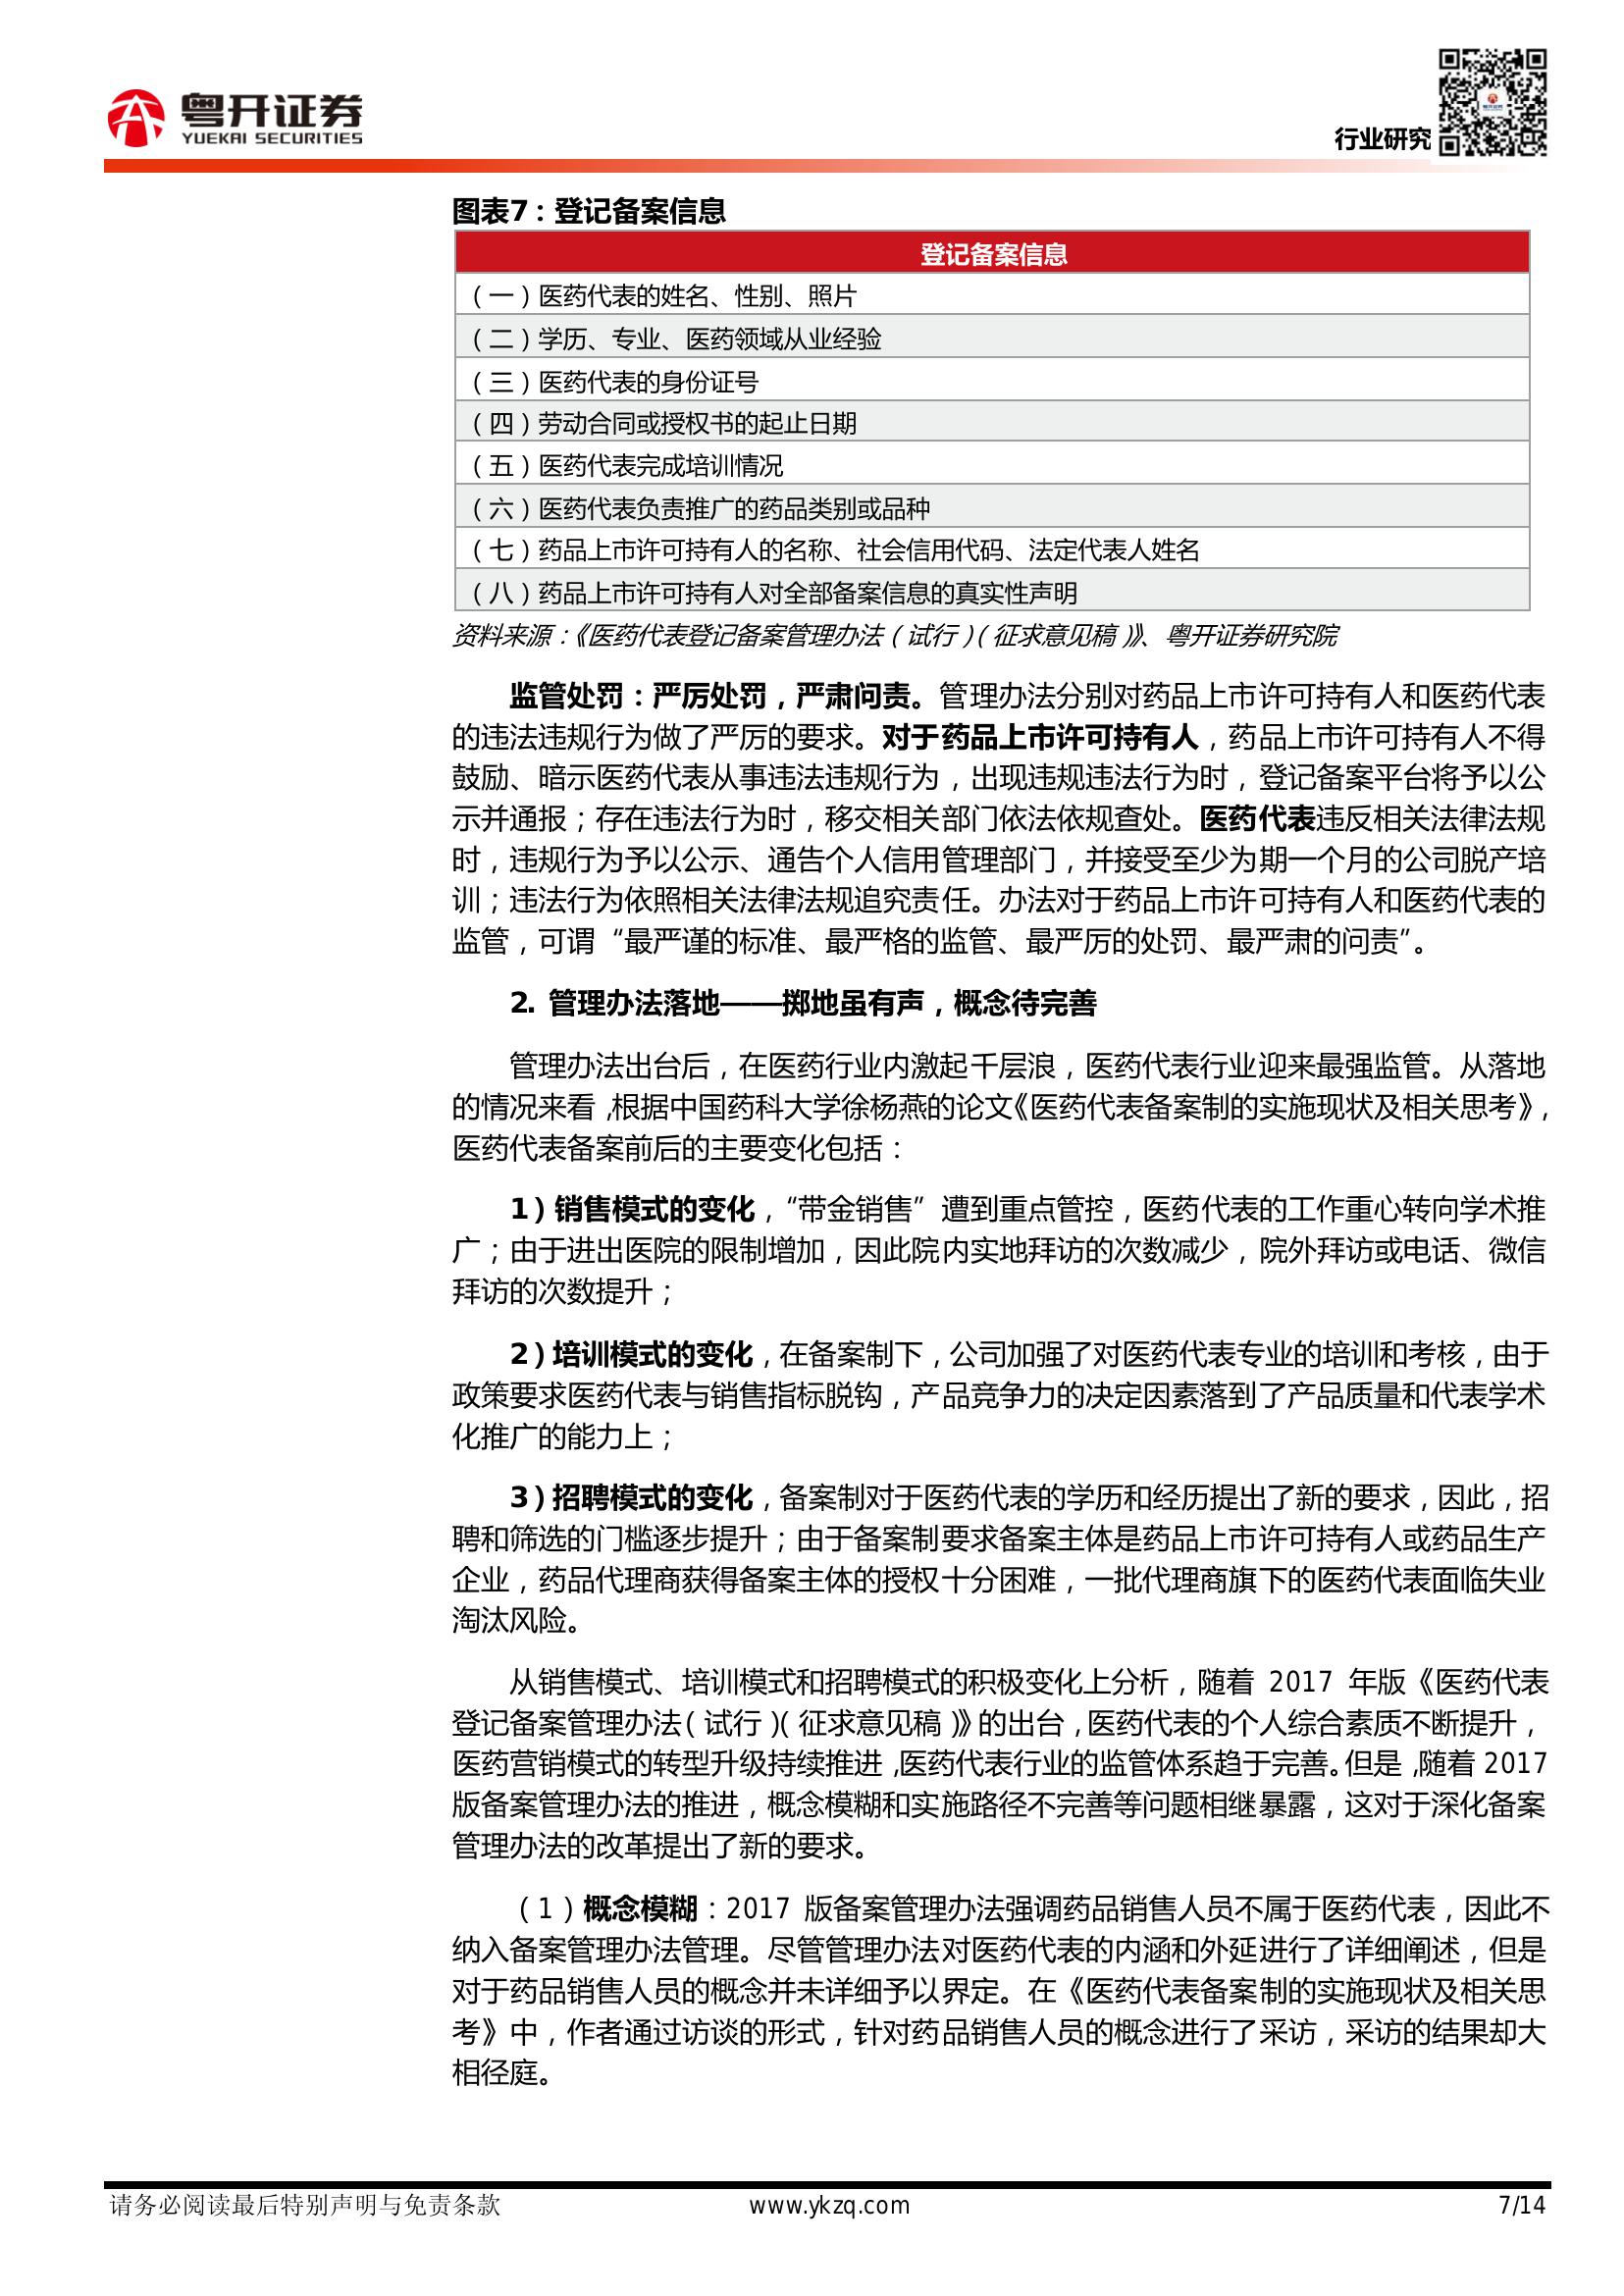 粤开证券
YUEKAI SECURITIES
行业研究
图表7：登记备案信息
登记备案信息
（一）医药代表的姓名、性别、照片
（二）学历、专业、医药领域从业经验
（三）医药代表的身份证号
（四）劳动合同或授权书的起止日期
（五）医药代表完成培训情况
（六）医药代表负责推广的药品类别或品种
（七）药品上市许可持有人的名称、社会信用代码、法定代表人姓名
（八）药品上市许可持有人对全部备案信息的真实性声明
资料来源：《医药代表登记备案管理办法（试行）（征求意见稿）》、粤开证券研究院
监管处罚：严厉处罚，严肃问责。管理办法分别对药品上市许可持有人和医药代表
的违法违规行为做了严厉的要求。对于药品上市许可持有人，药品上市许可持有人不得
鼓励、暗示医药代表从事违法违规行为，出现违规违法行为时，登记备案平台将予以公
示并通报；存在违法行为时，移交相关部门依法依规查处。医药代表违反相关法律法规
时，违规行为予以公示、通告个人信用管理部门，并接受至少为期一个月的公司脱产培
训；违法行为依照相关法律法规追究责任。办法对于药品上市许可持有人和医药代表的
监管，可谓“最严谨的标准、最严格的监管、最严厉的处罚、最严肃的问责”。
2. 管理办法落地——掷地虽有声，概念待完善
管理办法出台后，在医药行业内激起千层浪，医药代表行业迎来最强监管。从落地
的情况来看，根据中国药科大学徐杨燕的论文《医药代表备案制的实施现状及相关思考》，
医药代表备案前后的主要变化包括：
1）销售模式的变化，“带金销售”遭到重点管控，医药代表的工作重心转向学术推
广；由于进出医院的限制增加，因此院内实地拜访的次数减少，院外拜访或电话、微信
拜访的次数提升；
2）培训模式的变化，在备案制下，公司加强了对医药代表专业的培训和考核，由于
政策要求医药代表与销售指标脱钩，产品竞争力的决定因素落到了产品质量和代表学术
化推广的能力上；
3）招聘模式的变化，备案制对于医药代表的学历和经历提出了新的要求，因此，招
聘和筛选的门槛逐步提升；由于备案制要求备案主体是药品上市许可持有人或药品生产
企业，药品代理商获得备案主体的授权十分困难，一批代理商旗下的医药代表面临失业
淘汰风险。
从销售模式、培训模式和招聘模式的积极变化上分析，随着 2017 年版《医药代表
登记备案管理办法（试行）（征求意见稿）》的出台，医药代表的个人综合素质不断提升，
医药营销模式的转型升级持续推进，医药代表行业的监管体系趋于完善。但是，随着 2017
版备案管理办法的推进，概念模糊和实施路径不完善等问题相继暴露，这对于深化备案
管理办法的改革提出了新的要求。
（1）概念模糊：2017 版备案管理办法强调药品销售人员不属于医药代表，因此不
纳入备案管理办法管理。尽管管理办法对医药代表的内涵和外延进行了详细阐述，但是
对于药品销售人员的概念并未详细予以界定。在《医药代表备案制的实施现状及相关思
考》中，作者通过访谈的形式，针对药品销售人员的概念进行了采访，采访的结果却大
相径庭。
请务必阅读最后特别声明与免责条款
www.ykzq.com
7/14